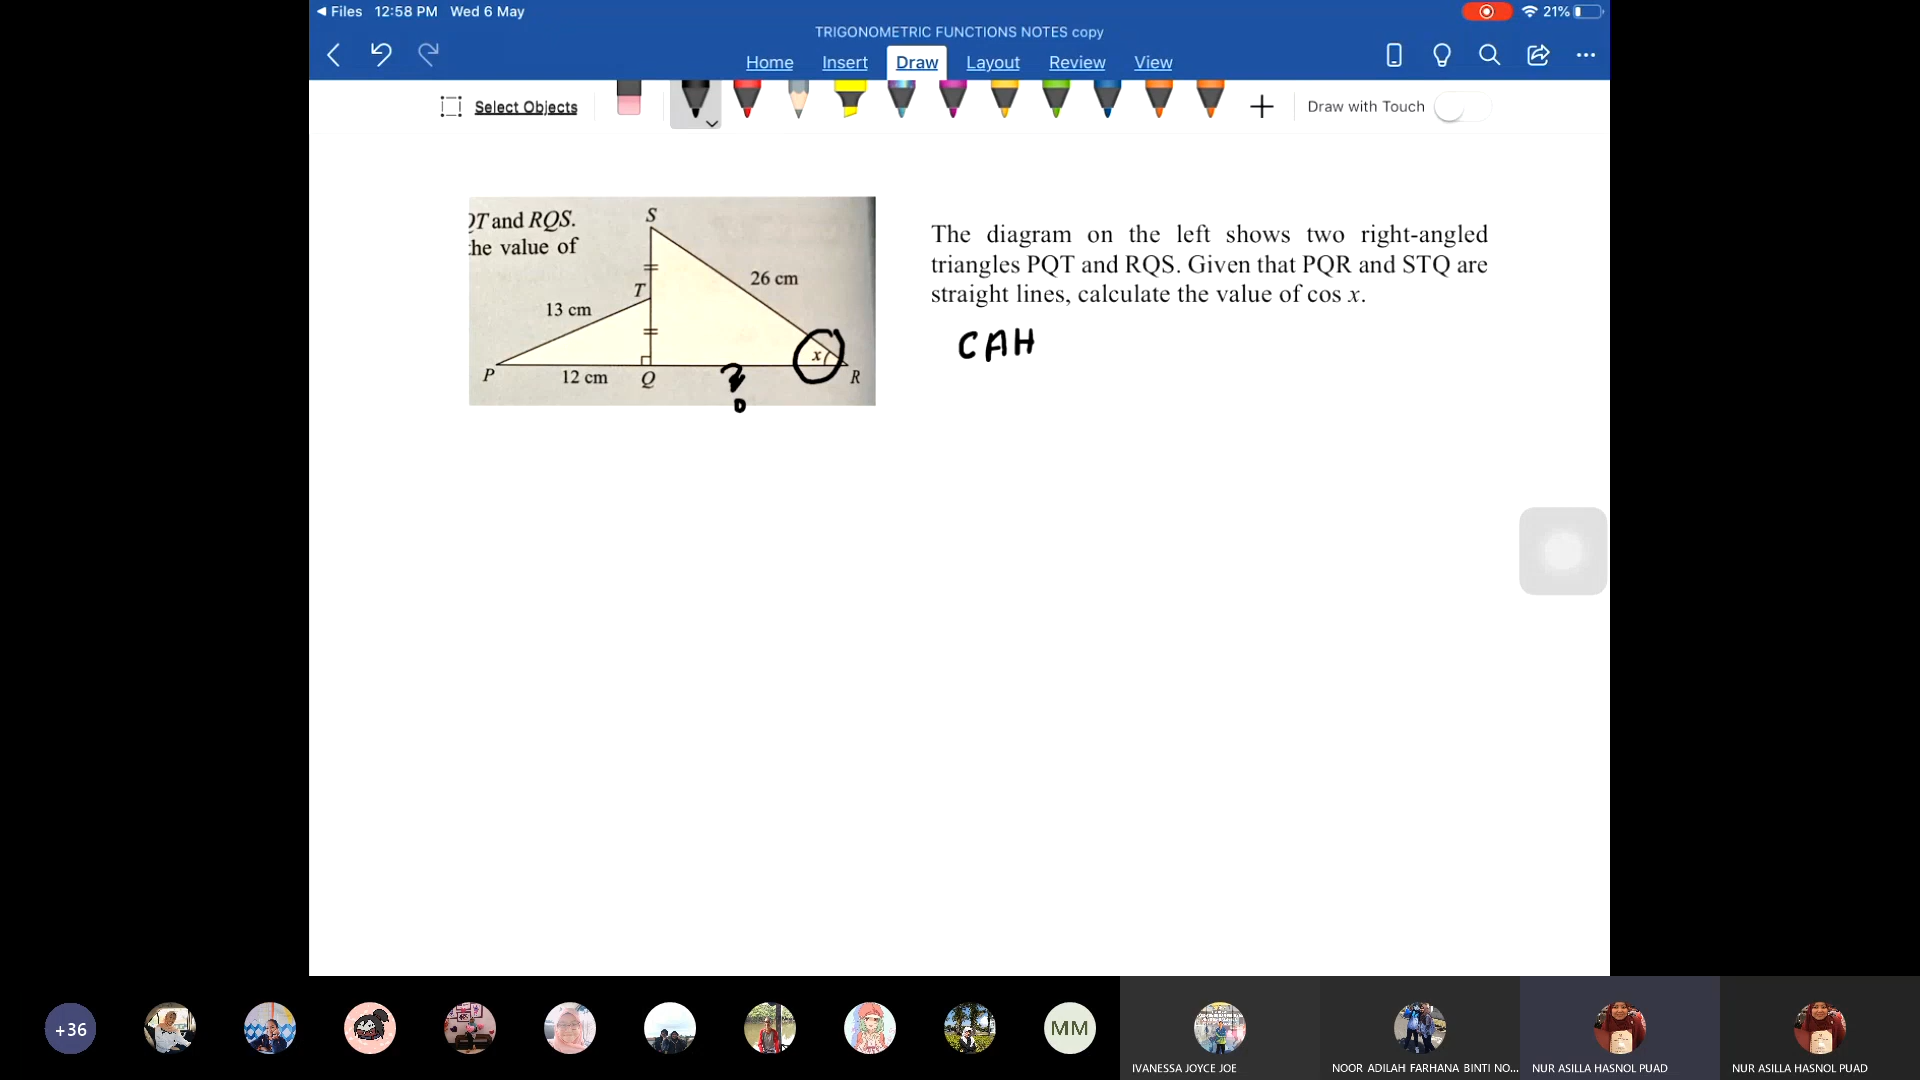 Files 12:58 PM Wed 6 May
21%
TRIGONOMETRIC FUNCTIONS NOTES copy
Home Insert Draw Layout Review View
Select Objects
Draw with Touch
QT and RQS.
the value of
S
26 cm
T
13 cm
x
P 12 cm Q R
?
The diagram on the left shows two right-angled
triangles PQT and RQS. Given that PQR and STQ are
straight lines, calculate the value of cos x.
CAH
+36
MM
IVANESSA JOYCE JOE
NOOR ADILAH FARHANA BINTI NO...
NUR ASILLA HASNOL PUAD
NUR ASILLA HASNOL PUAD